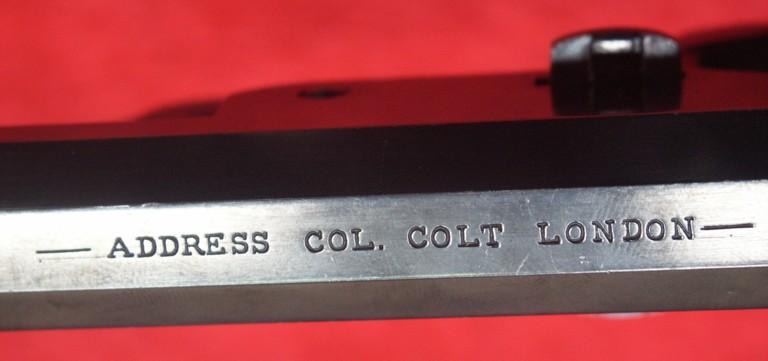 — ADDRESS COL. COLT LONDON —